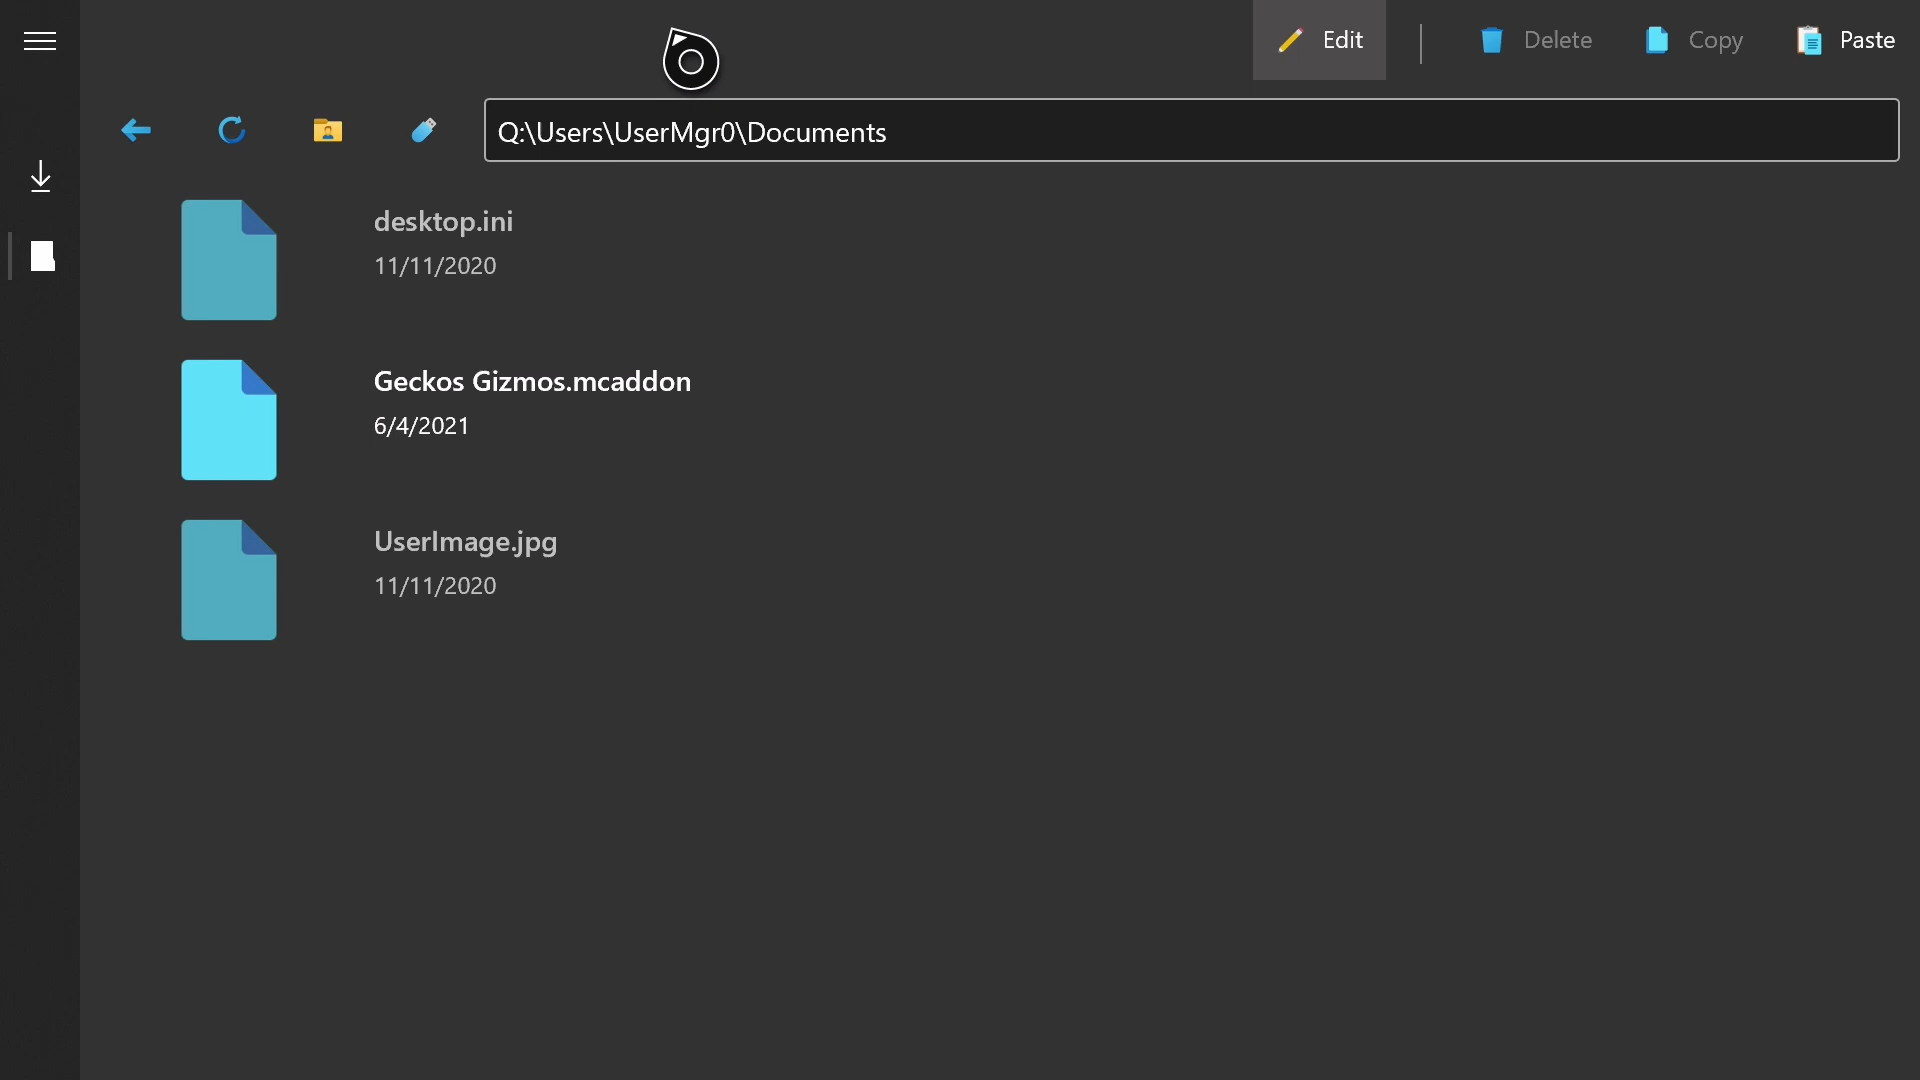 Edit
Delete
Copy
Paste
Q:\Users\UserMgr0\Documents
desktop.ini
11/11/2020
Geckos Gizmos.mcaddon
6/4/2021
UserImage.jpg
11/11/2020